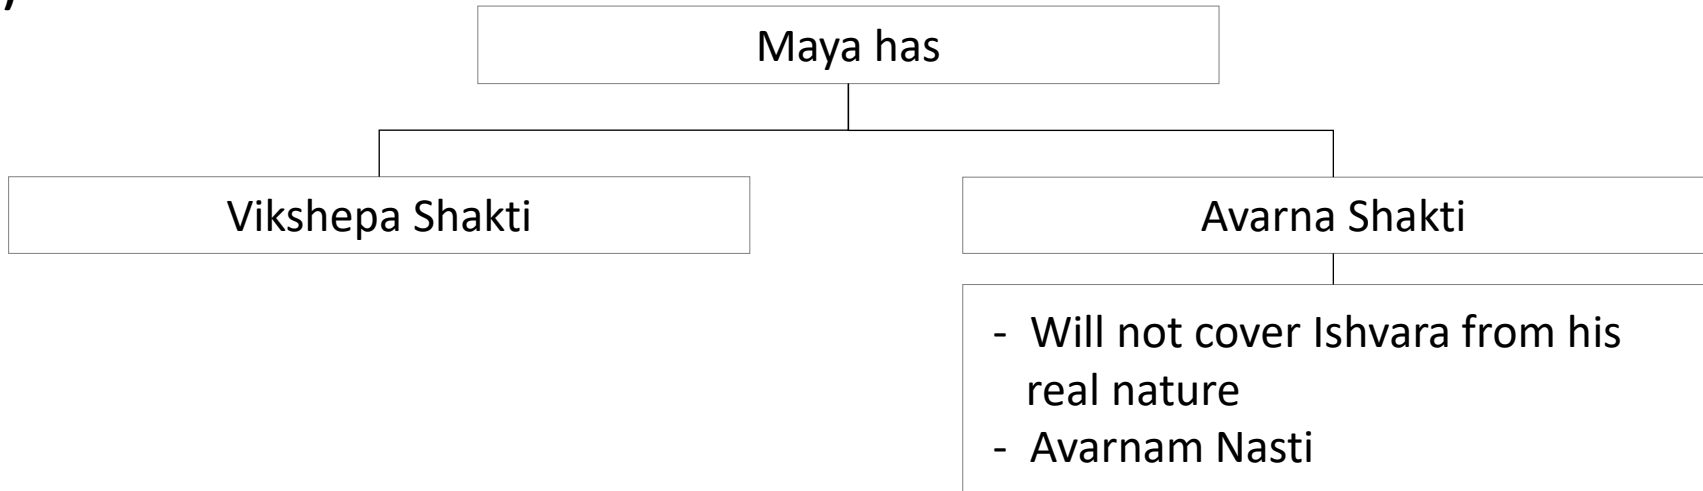 Maya has
Vikshepa Shakti
Avarna Shakti
- Will not cover Ishvara from his
real nature
- Avarnam Nasti